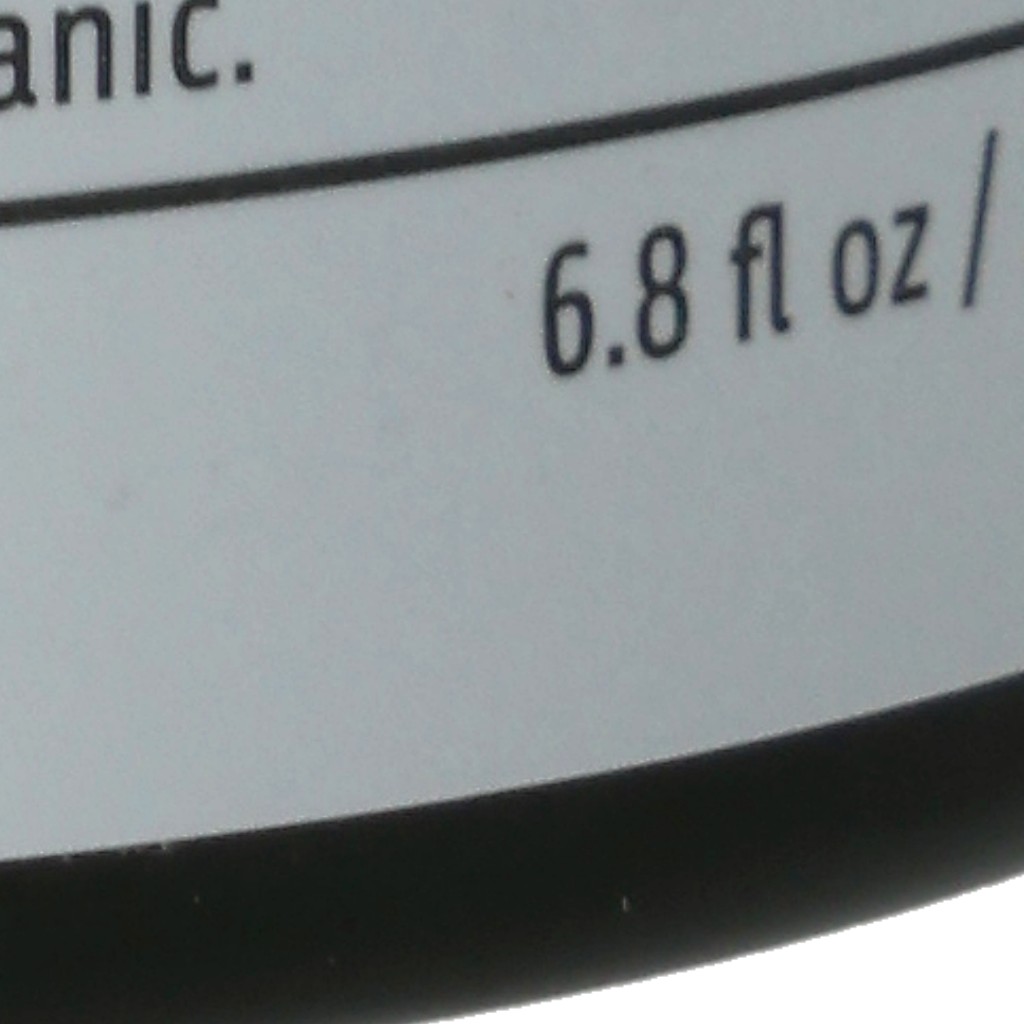 anic.
6.8 fl oz /